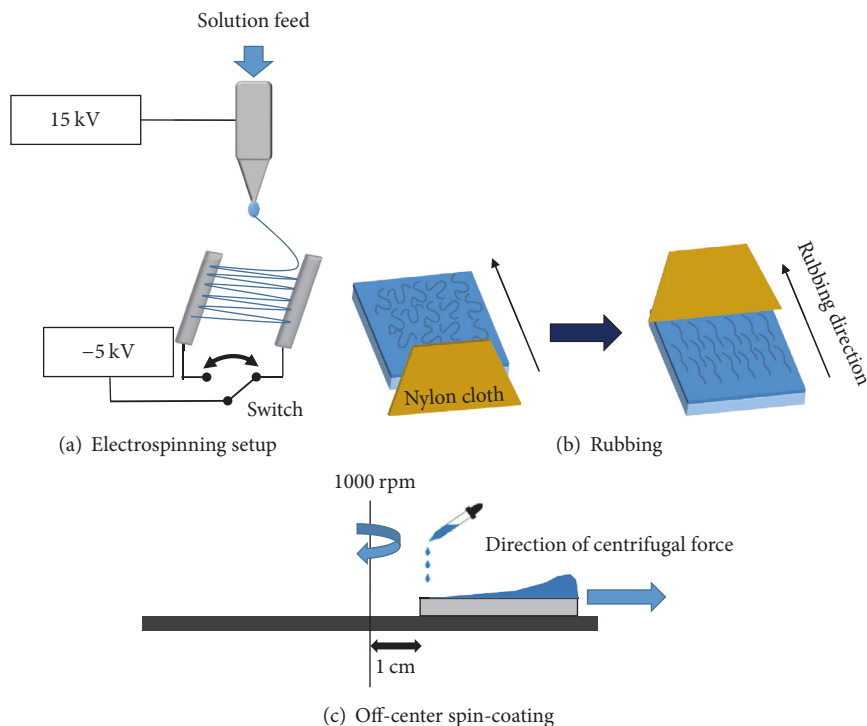 Solution feed
15 kV
−5 kV
Switch
(a) Electrospinning setup
Nylon cloth
Rubbing direction
(b) Rubbing
1000 rpm
Direction of centrifugal force
1 cm
(c) Off-center spin-coating